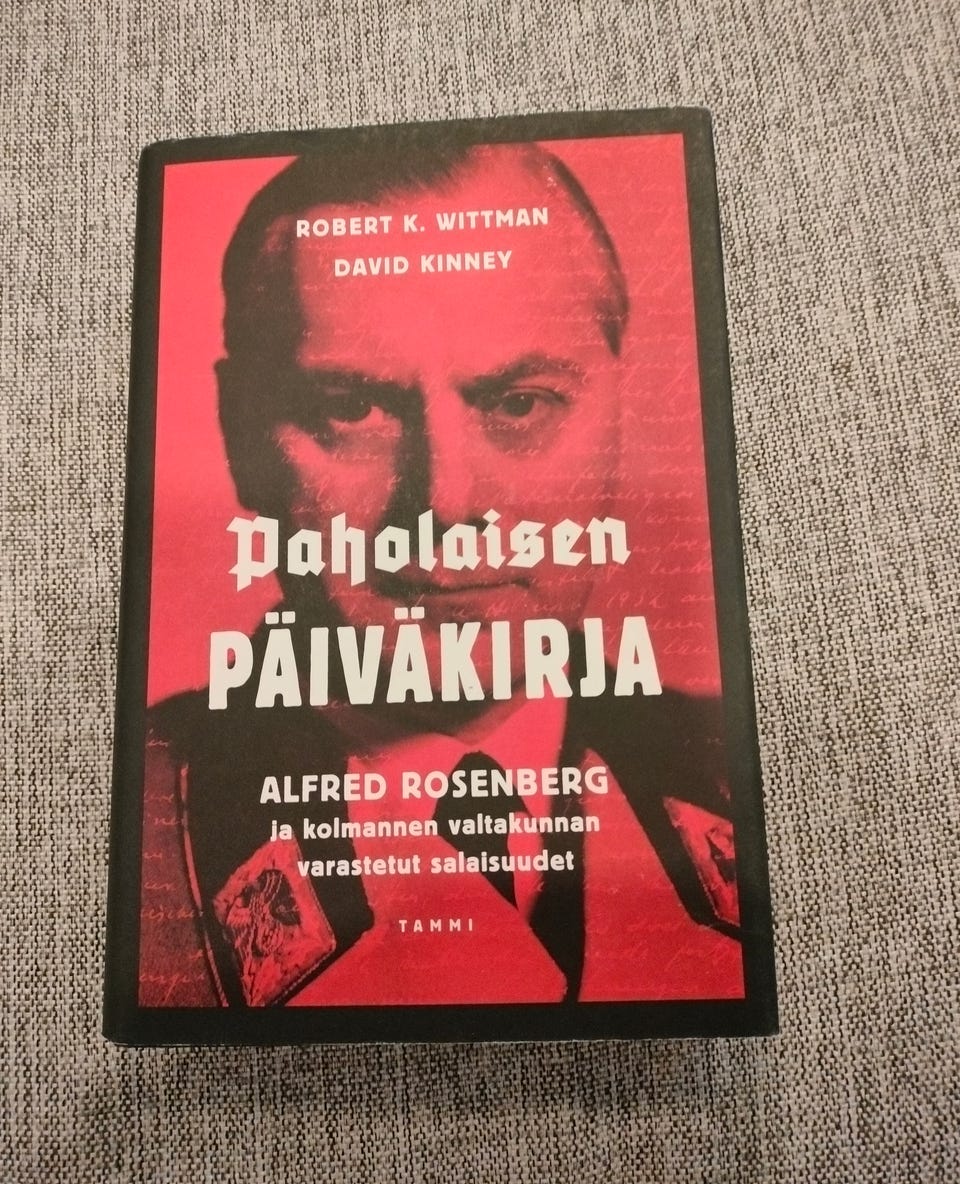 ROBERT K. WITTMAN
DAVID KINNEY
Paholaisen
PÄIVÄKIRJA
ALFRED ROSENBERG
ja kolmannen valtakunnan
varastetut salaisuudet
TAMMI